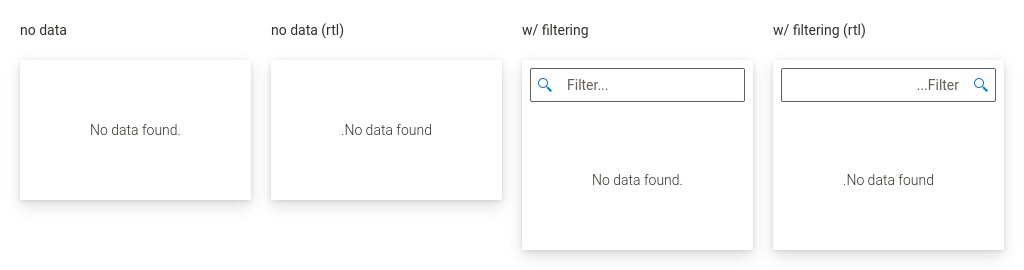 no data
No data found.
no data (rtl)
.No data found
w/ filtering
Filter...
No data found.
w/ filtering (rtl)
...Filter
.No data found